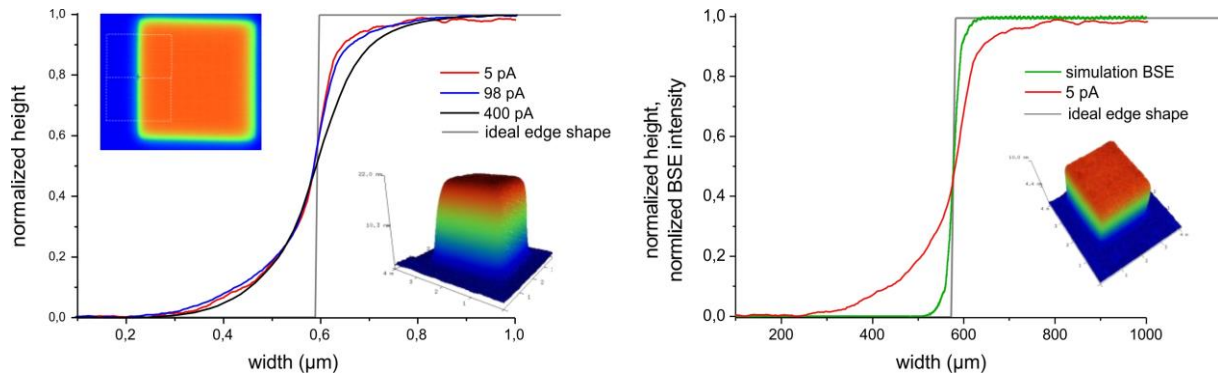 1,0
0,8
0,6
0,4
0,2
0,0
normalized height
5 pA
98 pA
400 pA
ideal edge shape
0,2
0,4
0,6
0,8
1,0
width (µm)
1,0
0,8
0,6
0,4
0,2
0,0
normalized height,
normlized BSE intensity
simulation BSE
5 pA
ideal edge shape
200
400
600
800
1000
width (µm)